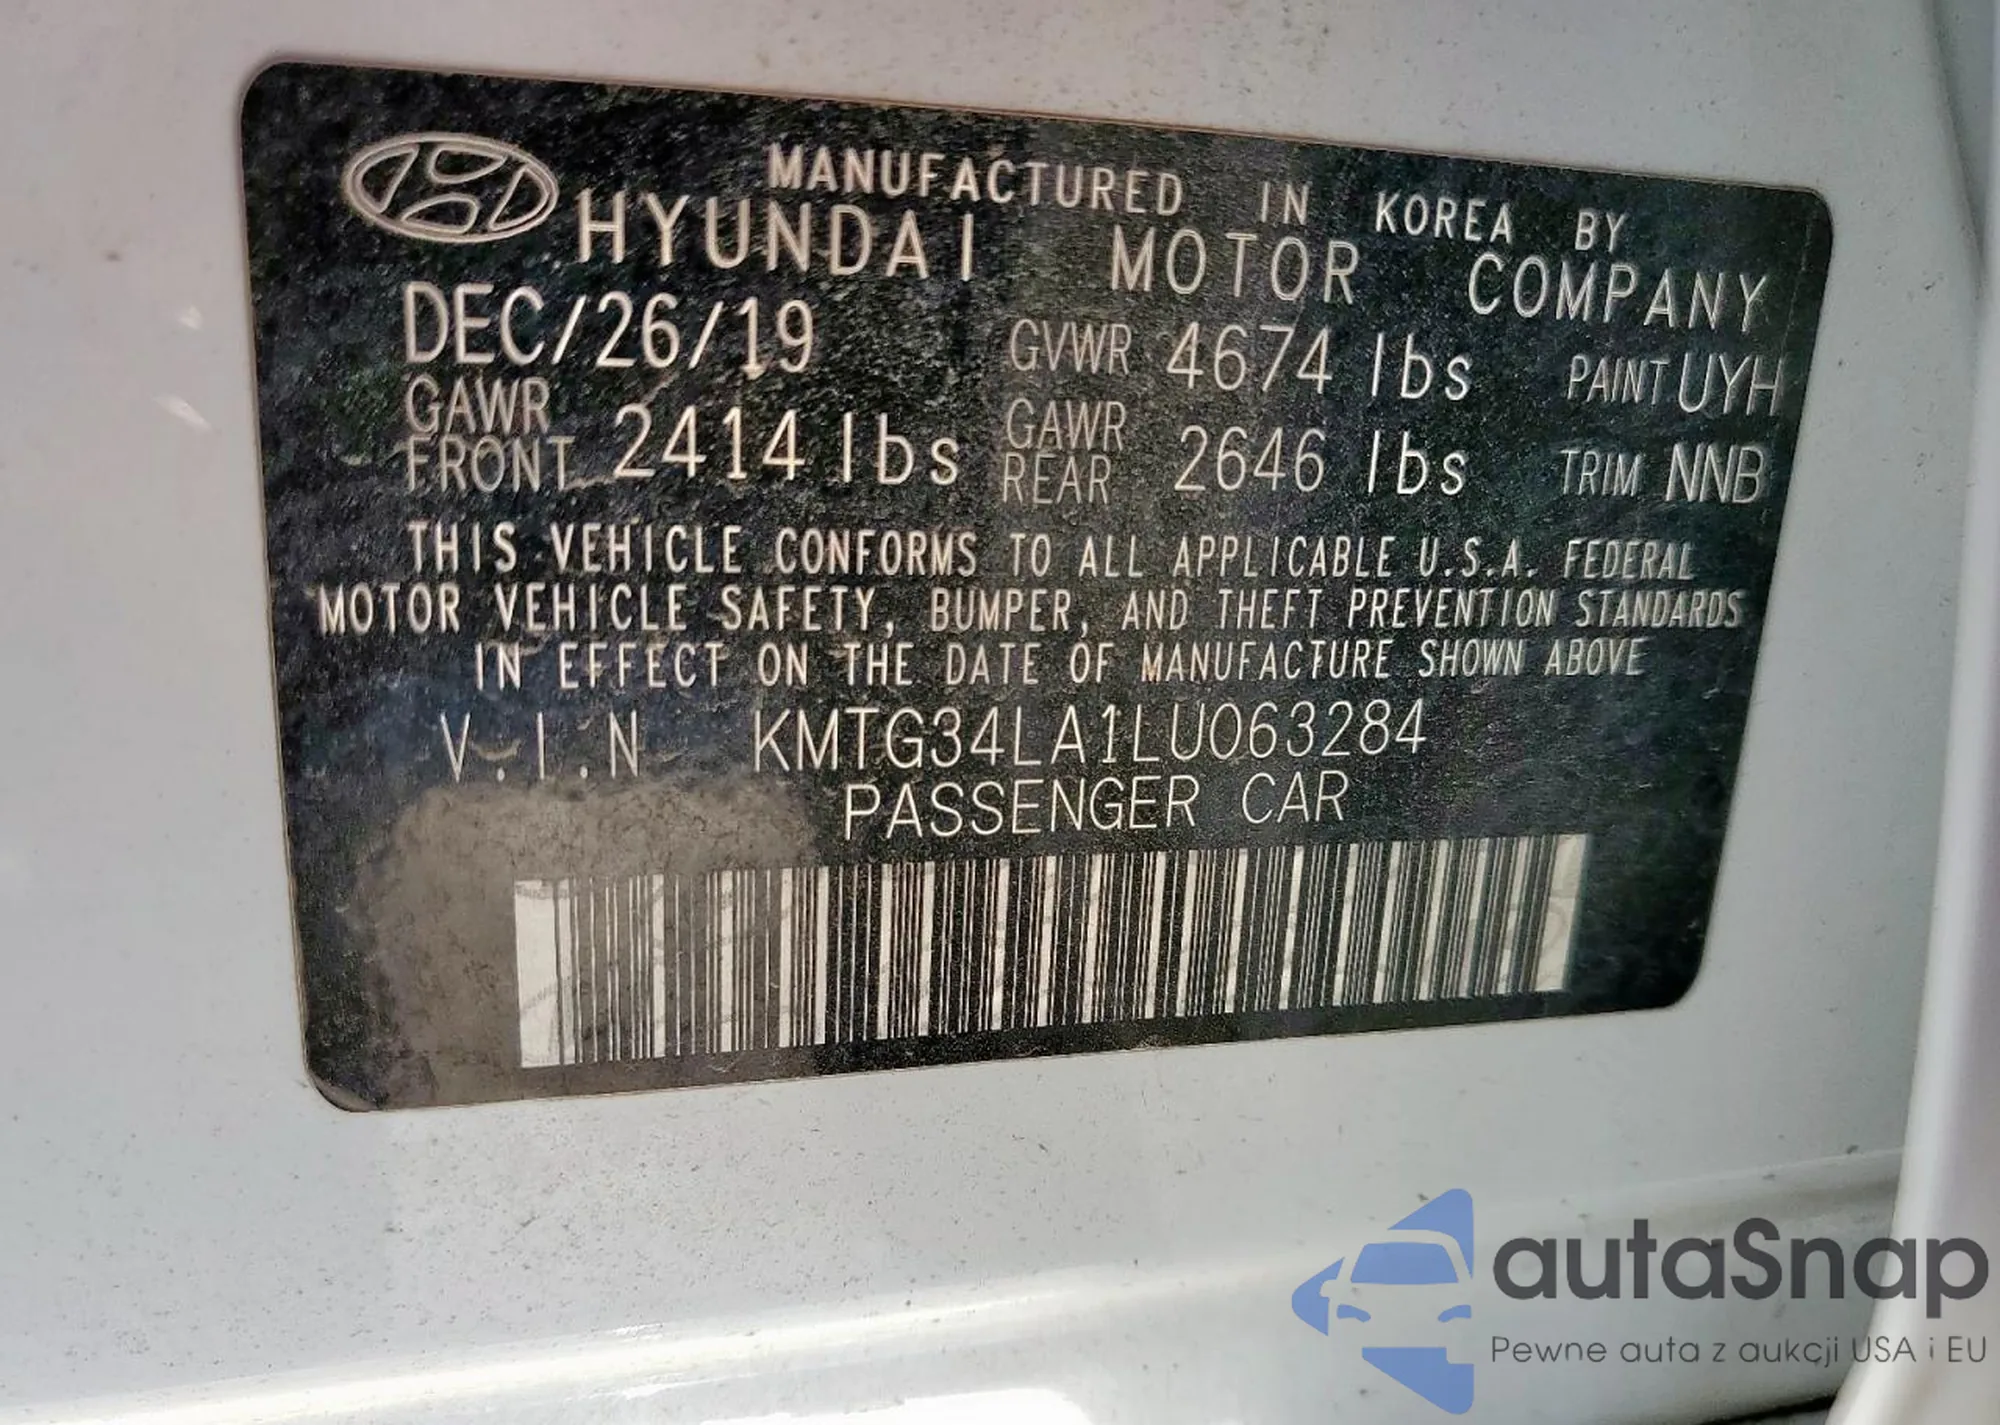 MANUFACTURED IN KOREA BY
HYUNDAI MOTOR COMPANY
DEC/26/19 GVWR 4674 lbs PAINT UYH
GAWR FRONT 2414 lbs GAWR REAR 2646 lbs TRIM NNB
THIS VEHICLE CONFORMS TO ALL APPLICABLE U.S.A. FEDERAL
MOTOR VEHICLE SAFETY, BUMPER, AND THEFT PREVENTION STANDARDS
IN EFFECT ON THE DATE OF MANUFACTURE SHOWN ABOVE
V.I.N KMTG34LA1LU063284
PASSENGER CAR
autaSnap
Pewne auta z aukcji USA i EU